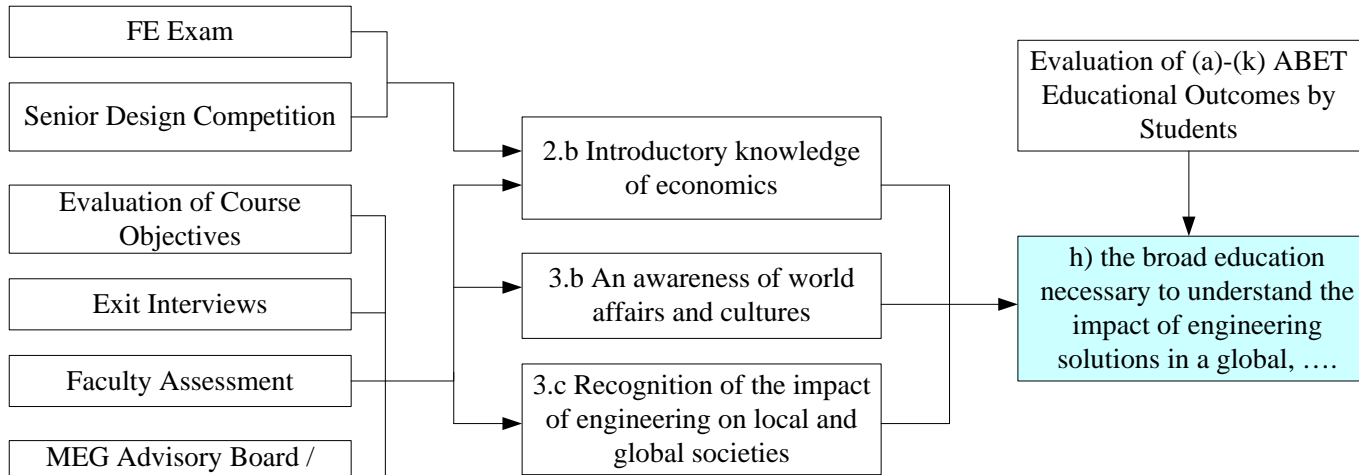 FE Exam
Senior Design Competition
Evaluation of Course
Objectives
Exit Interviews
Faculty Assessment
MEG Advisory Board /
2.b Introductory knowledge
of economics
3.b An awareness of world
affairs and cultures
3.c Recognition of the impact
of engineering on local and
global societies
Evaluation of (a)-(k) ABET
Educational Outcomes by
Students
h) the broad education
necessary to understand the
impact of engineering
solutions in a global, ....